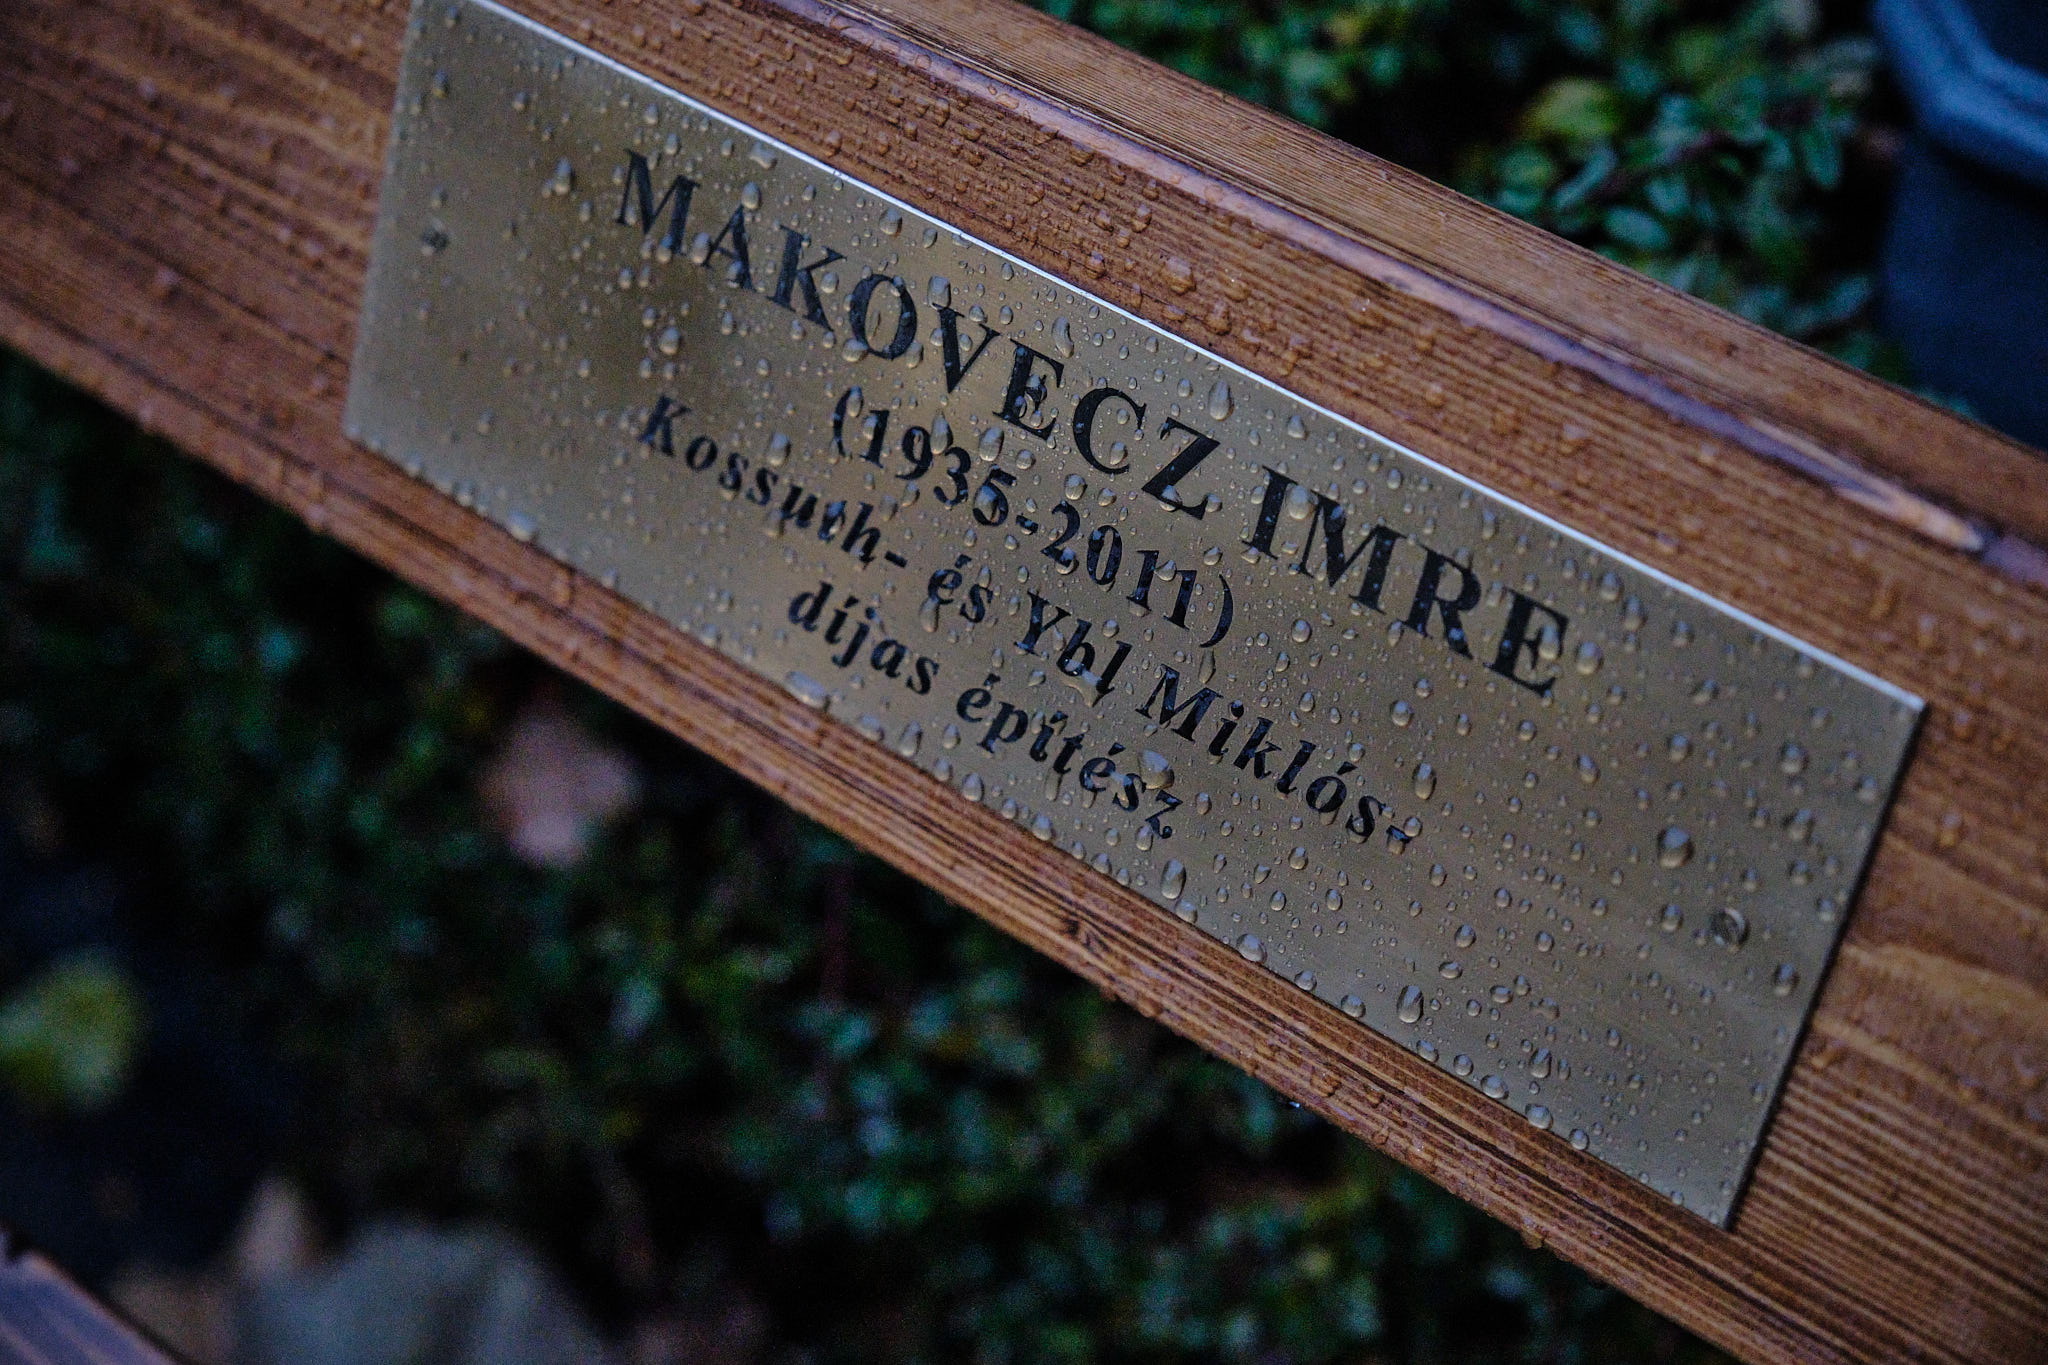 MAKOVECZ IMRE
(1935-2011)
Kossuth- és Ybl Miklós-
díjas építész